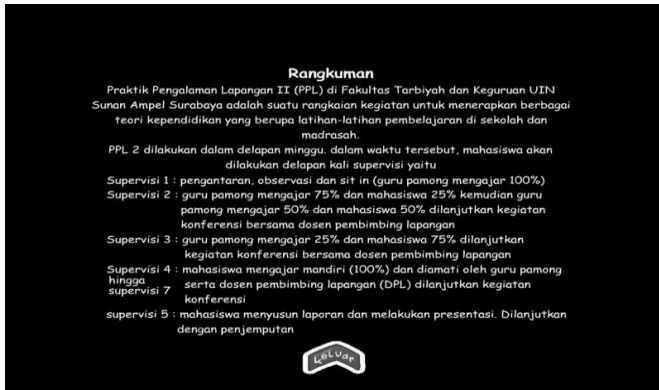 Rangkuman
Praktik Pengalaman Lapangan II (PPL) di Fakultas Tarbiyah dan Keguruan UIN
Sunan Ampel Surabaya adalah suatu rangkaian kegiatan untuk menerapkan berbagai
teori kependidikan yang berupa latihan-latihan pembelajaran di sekolah dan
madrasah.
PPL 2 dilakukan dalam delapan minggu. dalam waktu tersebut, mahasiswa akan
dilakukan delapan kali supervisi yaitu
Supervisi 1 : pengantaran, observasi dan sit in (guru pamong mengajar 100%)
Supervisi 2 : guru pamong mengajar 75% dan mahasiswa 25% kemudian guru
pamong mengajar 50% dan mahasiswa 50% dilanjutkan kegiatan
konferensi bersama dosen pembimbing lapangan
Supervisi 3 : guru pamong mengajar 25% dan mahasiswa 75% dilanjutkan
kegiatan konferensi bersama dosen pembimbing lapangan
Supervisi 4 : mahasiswa mengajar mandiri (100%) dan diamati oleh guru pamong
hingga
supervisi 7 serta dosen pembimbing lapangan (DPL) dilanjutkan kegiatan
konferensi
supervisi 5 : mahasiswa menyusun laporan dan melakukan presentasi. Dilanjutkan
dengan penjemputan
keluar